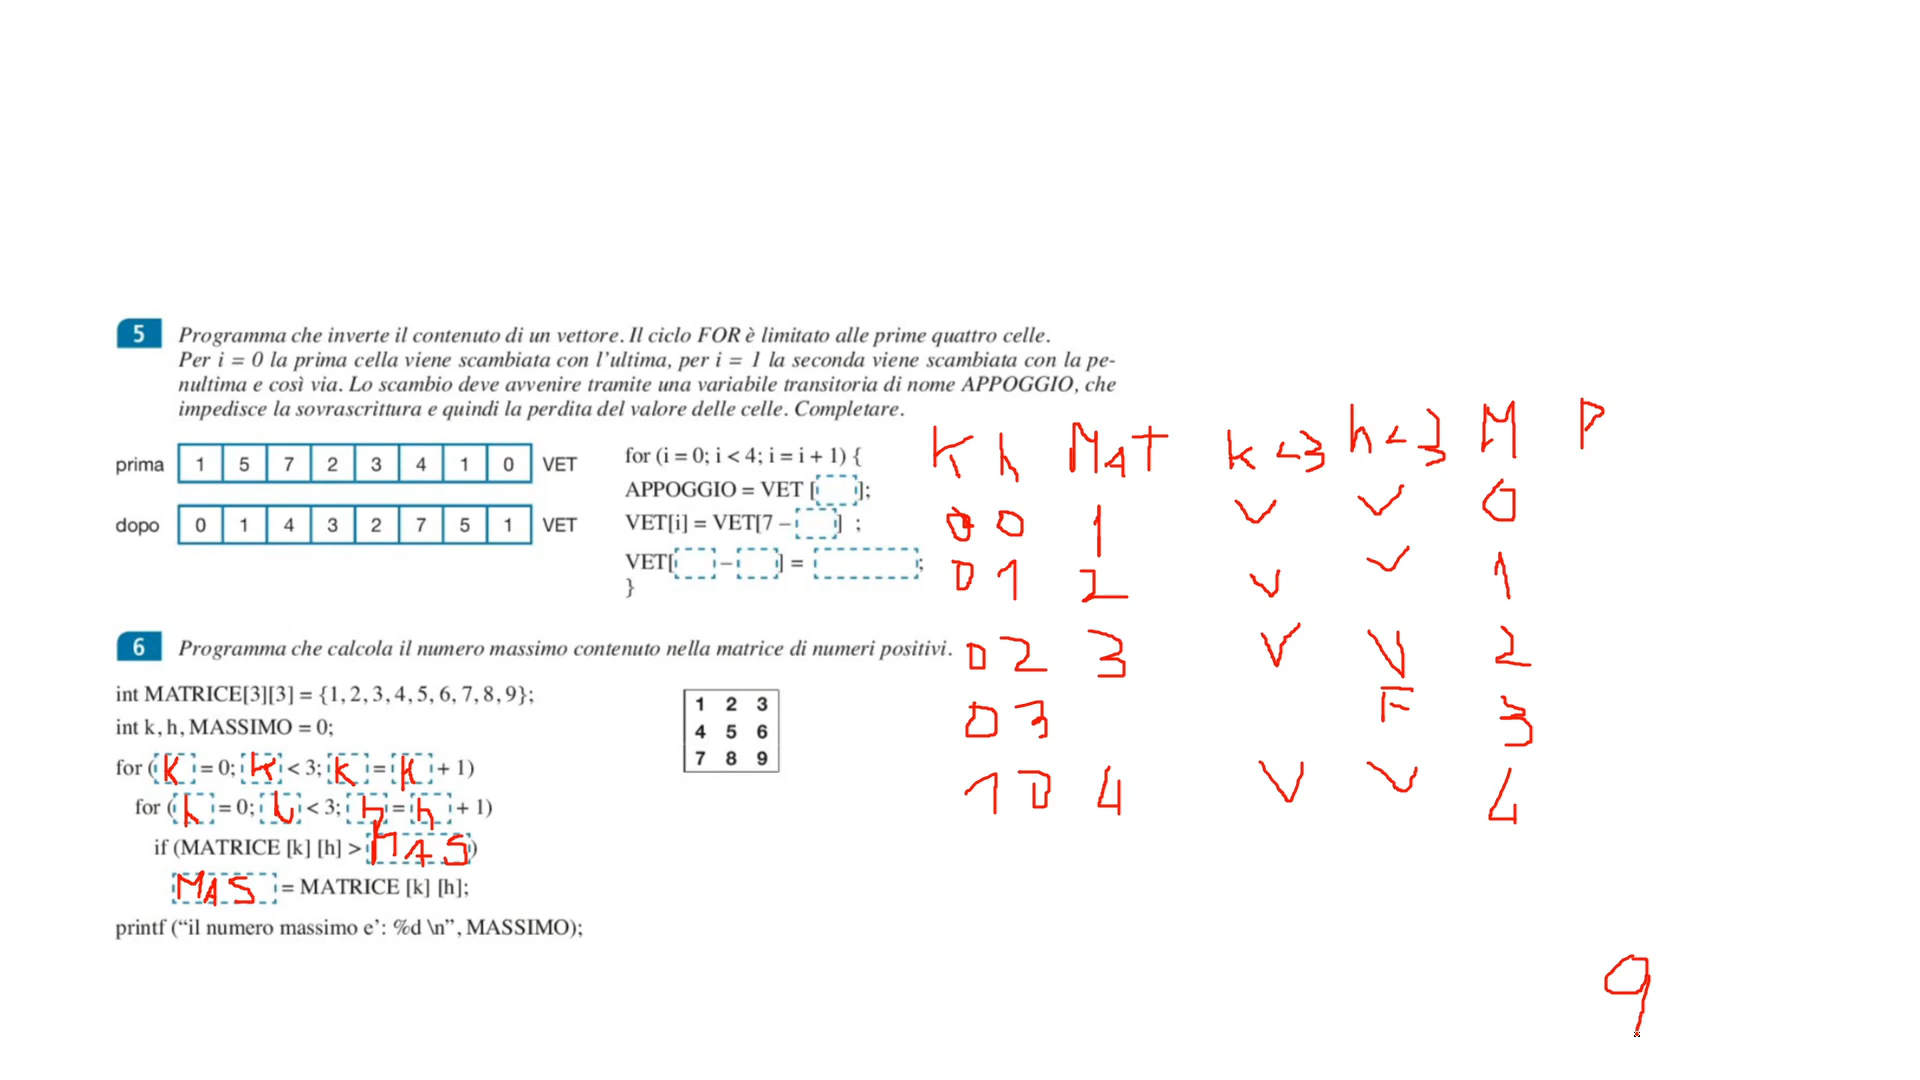 5 Programma che inverte il contenuto di un vettore. Il ciclo FOR è limitato alle prime quattro celle.
Per i = 0 la prima cella viene scambiata con l'ultima, per i = 1 la seconda viene scambiata con la pe-
nultima e così via. Lo scambio deve avvenire tramite una variabile transitoria di nome APPOGGIO, che
impedisce la sovrascrittura e quindi la perdita del valore delle celle. Completare.
prima 1 5 7 2 3 4 1 0 VET
dopo 0 1 4 3 2 7 5 1 VET
for (i = 0; i < 4; i = i + 1) {
APPOGGIO = VET [ ];
VET[i] = VET[7 – ] ;
VET[ – ] = ;
}
6 Programma che calcola il numero massimo contenuto nella matrice di numeri positivi.
int MATRICE[3][3] = {1, 2, 3, 4, 5, 6, 7, 8, 9};
int k, h, MASSIMO = 0;
for (K = 0; K < 3; K = K + 1)
for (h = 0; h < 3; h = h + 1)
if (MATRICE [k] [h] > MAS)
MAS = MATRICE [k] [h];
printf ("il numero massimo e': %d \n", MASSIMO);
1 2 3
4 5 6
7 8 9
K h MAT k<3 h<3 M P
0 0 1 V V 0
0 1 2 V V 1
0 2 3 V V 2
0 3 F 3
1 0 4 V V 4
9